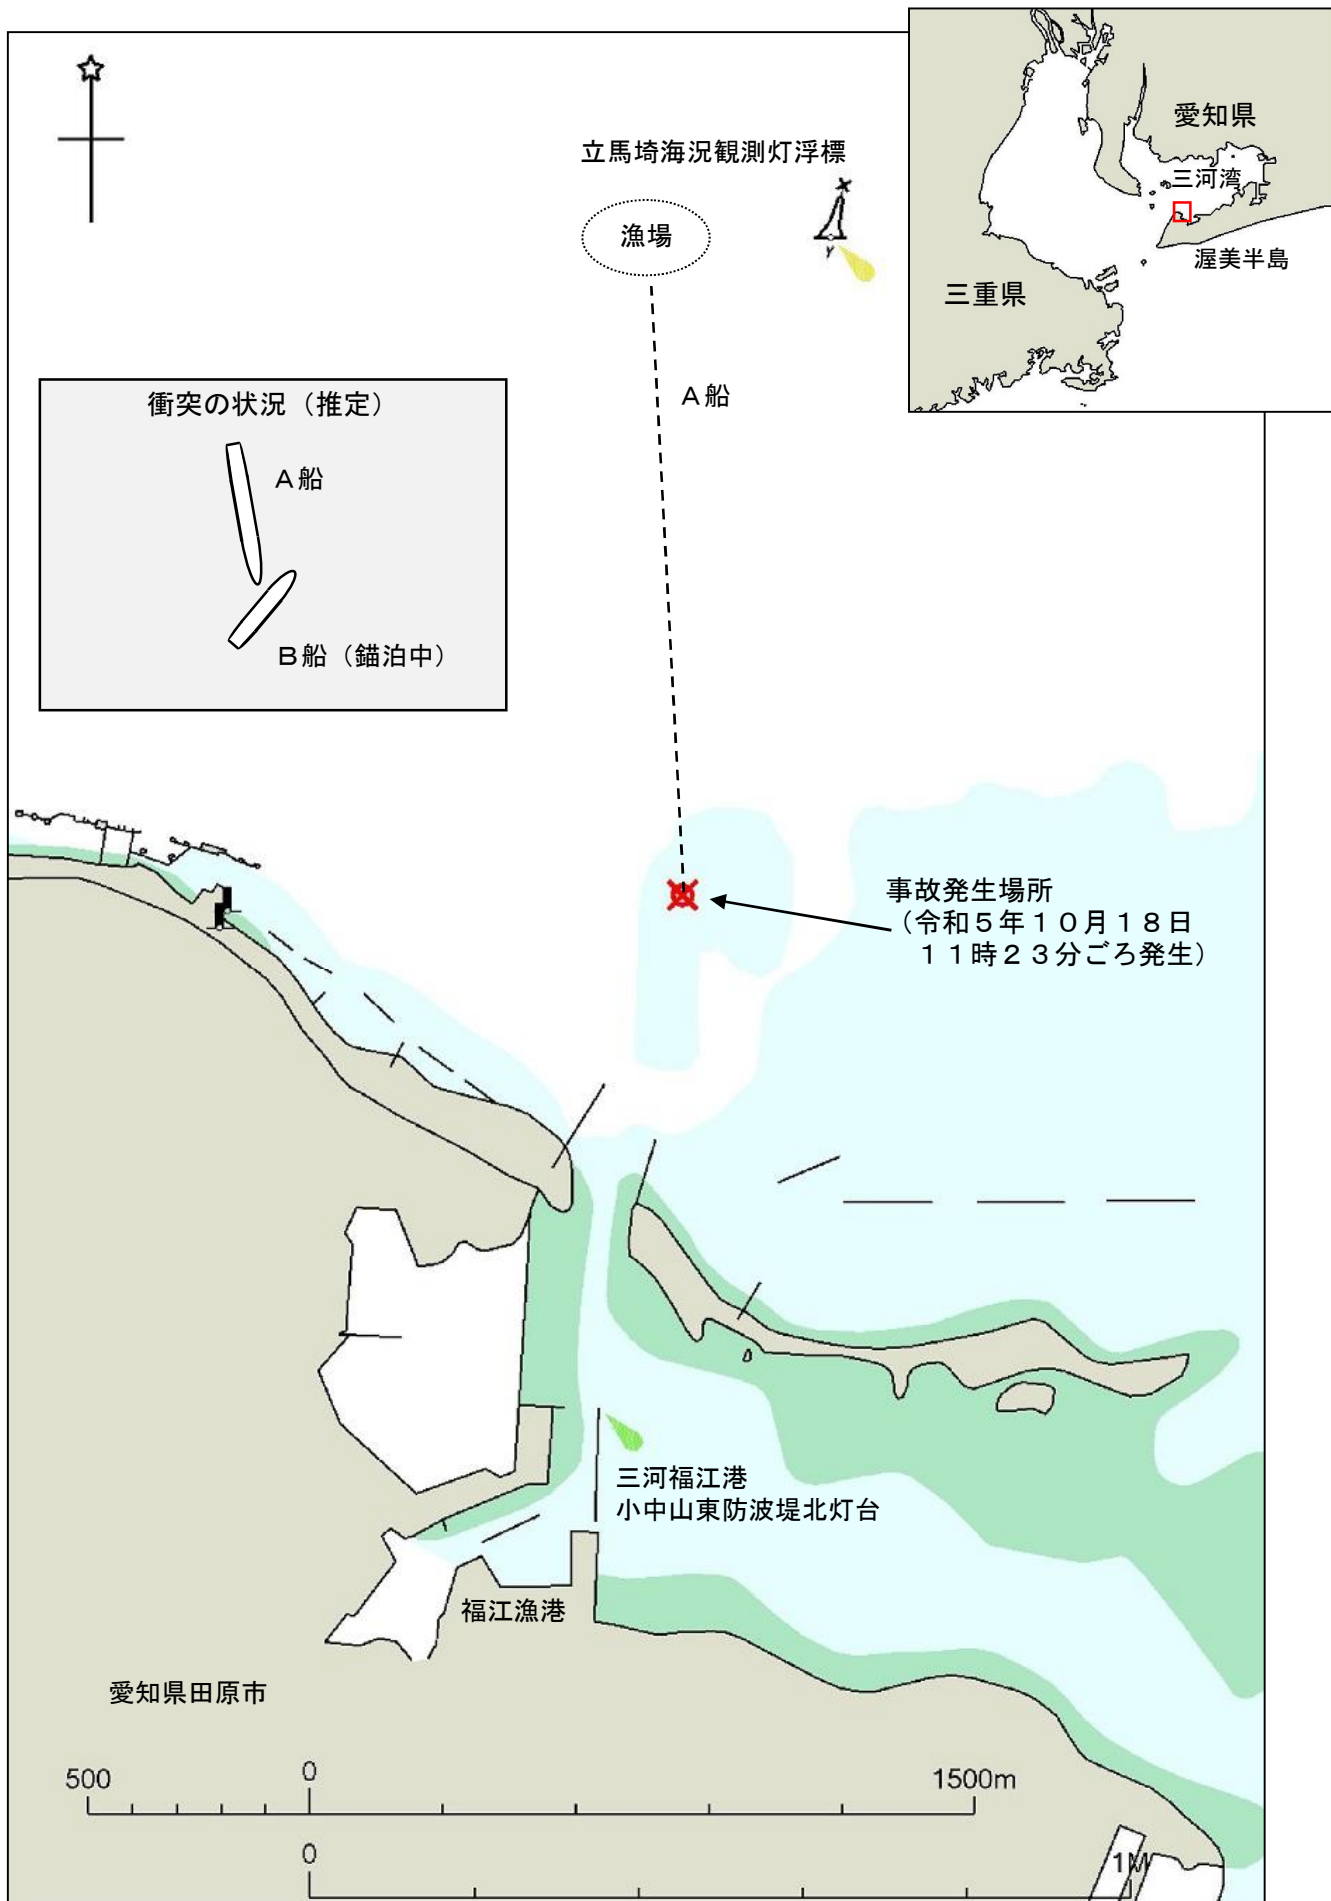 愛知県
三河湾
渥美半島
三重県
立馬埼海況観測灯浮標
漁場
A船
衝突の状況（推定）
A船
B船（錨泊中）
事故発生場所
（令和５年１０月１８日
１１時２３分ごろ発生）
三河福江港
小中山東防波堤北灯台
福江漁港
愛知県田原市
500 0 1500m
0 1M